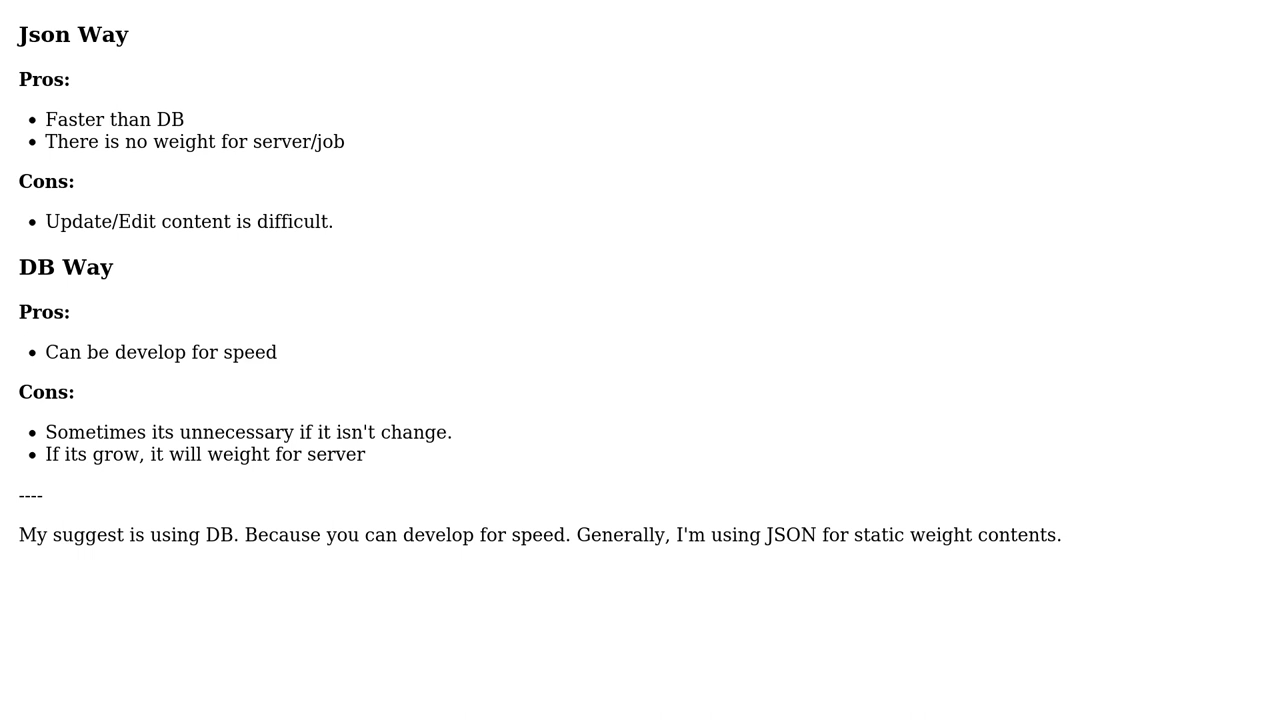 Json Way
Pros:
• Faster than DB
• There is no weight for server/job
Cons:
• Update/Edit content is difficult.
DB Way
Pros:
• Can be develop for speed
Cons:
• Sometimes its unnecessary if it isn't change.
• If its grow, it will weight for server
----
My suggest is using DB. Because you can develop for speed. Generally, I'm using JSON for static weight contents.